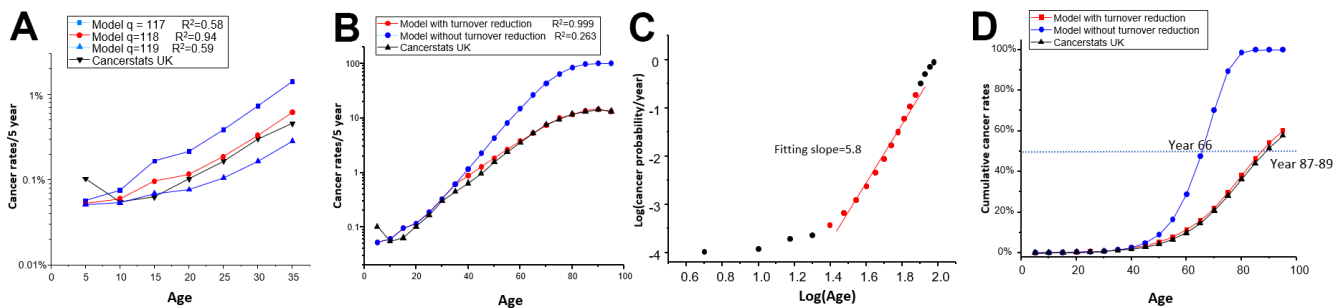 A
Model q = 117 R²=0.58
Model q=118 R²=0.94
Model q=119 R²=0.59
Cancerstats UK
Cancer rates/5 year
1%
0.1%
0.01%
0 5 10 15 20 25 30 35
Age
B
Model with turnover reduction R²=0.999
Model without turnover reduction R²=0.263
Cancerstats UK
Cancer rates/5 year
100
10
1
0.1
0 20 40 60 80 100
Age
C
Log(cancer probability/year)
0
-1
-2
-3
-4
Fitting slope=5.8
0.6 0.8 1.0 1.2 1.4 1.6 1.8 2.0
Log(Age)
D
Model with turnover reduction
Model without turnover reduction
Cancerstats UK
Cumulative cancer rates
100%
80%
60%
40%
20%
0%
Year 66
Year 87-89
0 20 40 60 80 100
Age